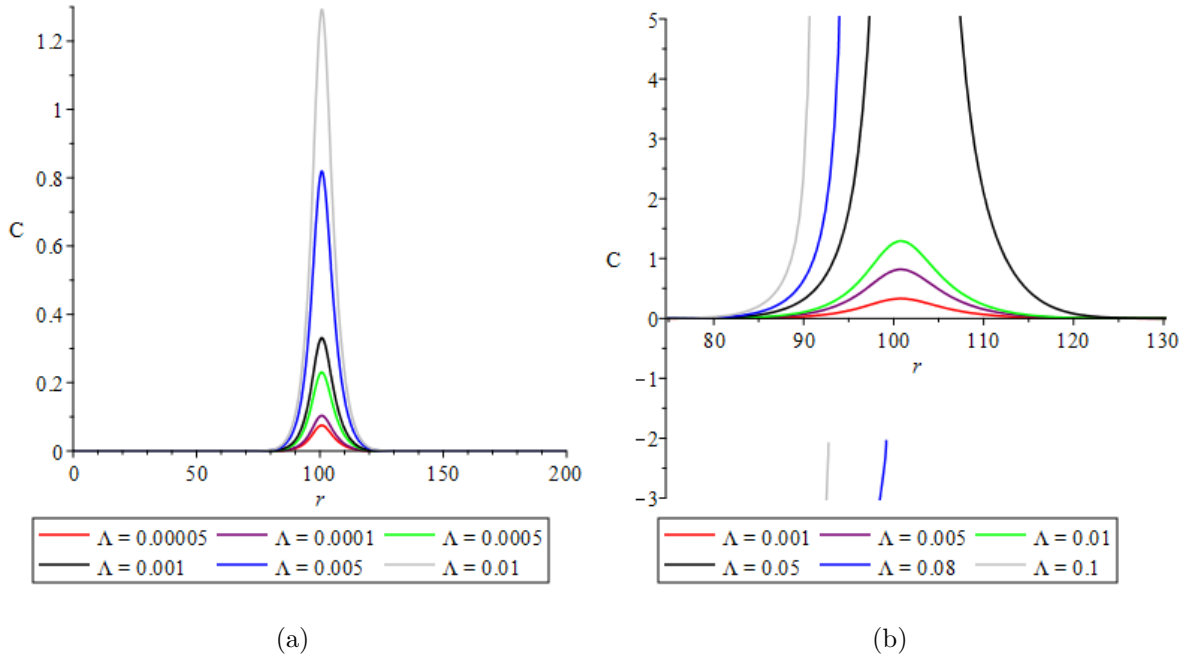 1.2
1
0.8
C
0.6
0.4
0.2
0
0 50 100 150 200
r
Λ = 0.00005 Λ = 0.0001 Λ = 0.0005
Λ = 0.001 Λ = 0.005 Λ = 0.01
(a)
5
4
3
2
C
1
0
80 90 100 110 120 130
r
−1
−2
−3
Λ = 0.001 Λ = 0.005 Λ = 0.01
Λ = 0.05 Λ = 0.08 Λ = 0.1
(b)